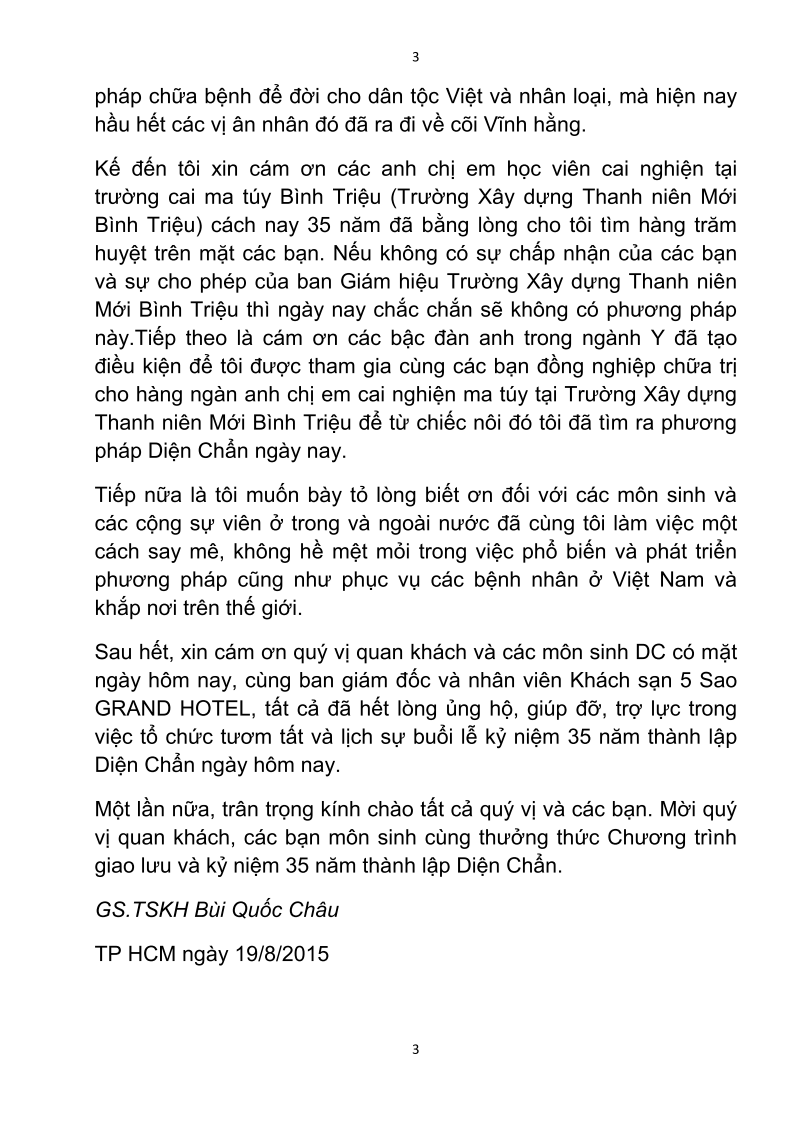 3
pháp chữa bệnh để đời cho dân tộc Việt và nhân loại, mà hiện nay
hầu hết các vị ân nhân đó đã ra đi về cõi Vĩnh hằng.
Kế đến tôi xin cám ơn các anh chị em học viên cai nghiện tại
trường cai ma túy Bình Triệu (Trường Xây dựng Thanh niên Mới
Bình Triệu) cách nay 35 năm đã bằng lòng cho tôi tìm hàng trăm
huyệt trên mặt các bạn. Nếu không có sự chấp nhận của các bạn
và sự cho phép của ban Giám hiệu Trường Xây dựng Thanh niên
Mới Bình Triệu thì ngày nay chắc chắn sẽ không có phương pháp
này.Tiếp theo là cám ơn các bậc đàn anh trong ngành Y đã tạo
điều kiện để tôi được tham gia cùng các bạn đồng nghiệp chữa trị
cho hàng ngàn anh chị em cai nghiện ma túy tại Trường Xây dựng
Thanh niên Mới Bình Triệu để từ chiếc nôi đó tôi đã tìm ra phương
pháp Diện Chẩn ngày nay.
Tiếp nữa là tôi muốn bày tỏ lòng biết ơn đối với các môn sinh và
các cộng sự viên ở trong và ngoài nước đã cùng tôi làm việc một
cách say mê, không hề mệt mỏi trong việc phổ biến và phát triển
phương pháp cũng như phục vụ các bệnh nhân ở Việt Nam và
khắp nơi trên thế giới.
Sau hết, xin cám ơn quý vị quan khách và các môn sinh DC có mặt
ngày hôm nay, cùng ban giám đốc và nhân viên Khách sạn 5 Sao
GRAND HOTEL, tất cả đã hết lòng ủng hộ, giúp đỡ, trợ lực trong
việc tổ chức tươm tất và lịch sự buổi lễ kỷ niệm 35 năm thành lập
Diện Chẩn ngày hôm nay.
Một lần nữa, trân trọng kính chào tất cả quý vị và các bạn. Mời quý
vị quan khách, các bạn môn sinh cùng thưởng thức Chương trình
giao lưu và kỷ niệm 35 năm thành lập Diện Chẩn.
GS.TSKH Bùi Quốc Châu
TP HCM ngày 19/8/2015
3